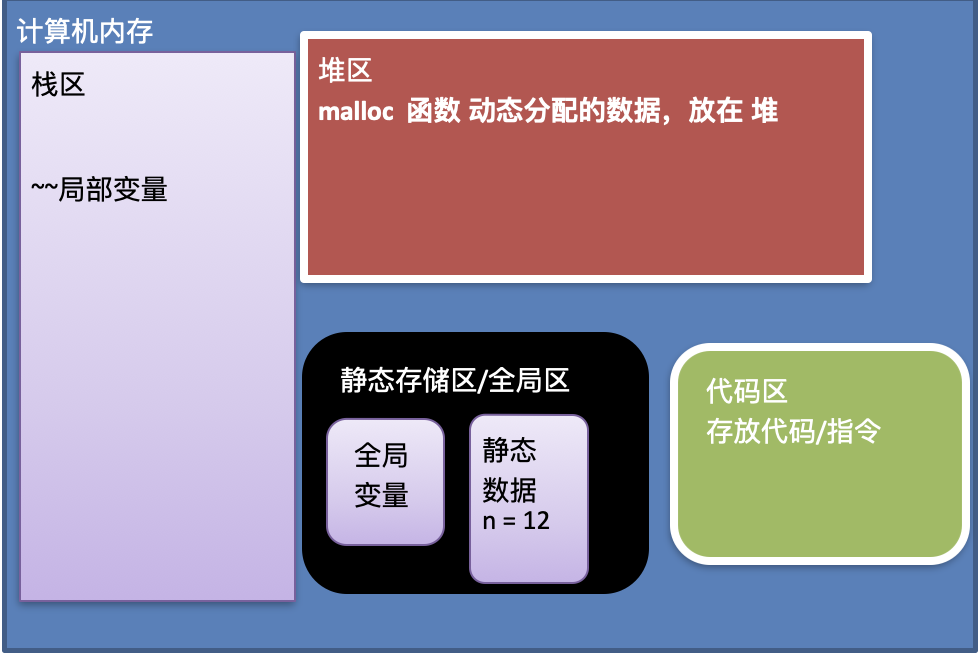 计算机内存
栈区
~~局部变量
堆区
malloc 函数 动态分配的数据，放在 堆
静态存储区/全局区
全局
变量
静态
数据
n = 12
代码区
存放代码/指令